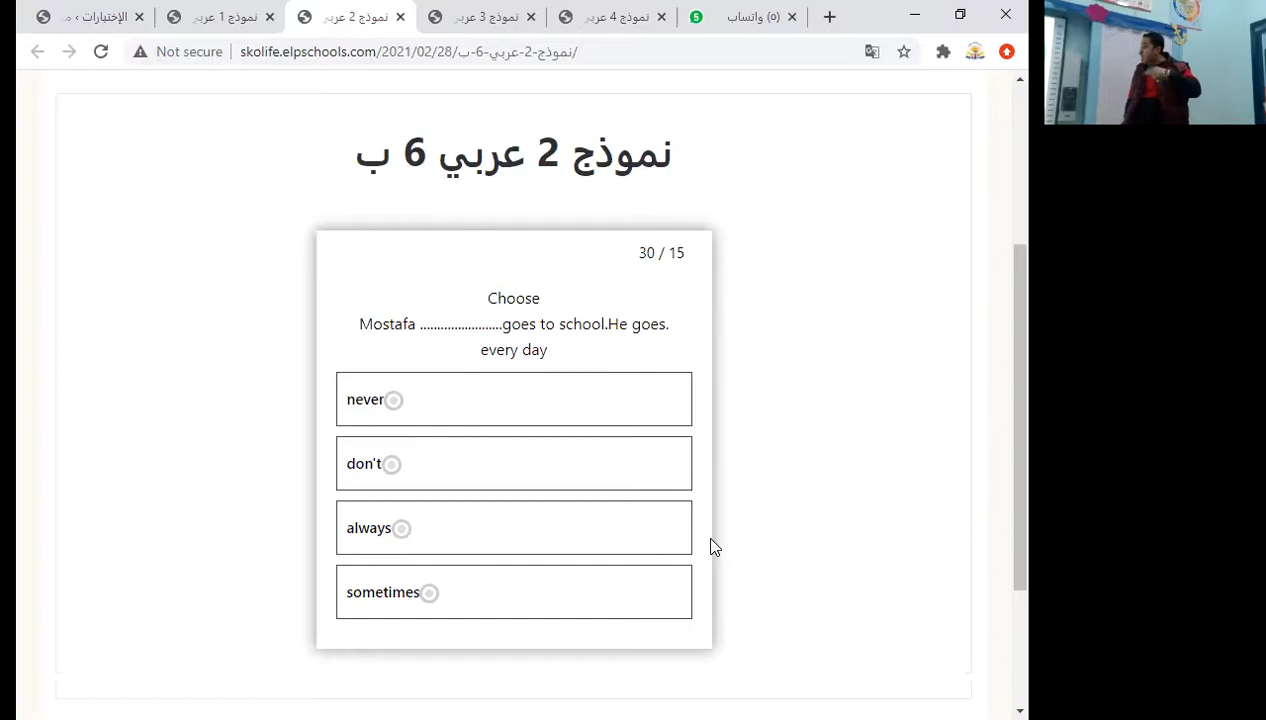 الإختبارات › مـ
نموذج 1 عربي
نموذج 2 عربي
نموذج 3 عربي
نموذج 4 عربي
5
(٥) واتساب
Not secure
skolife.elpschools.com/2021/02/28/نموذج-2-عربي-6-ب/
نموذج 2 عربي 6 ب
30 / 15
Choose
Mostafa ........................goes to school.He goes.
every day
never
don't
always
sometimes